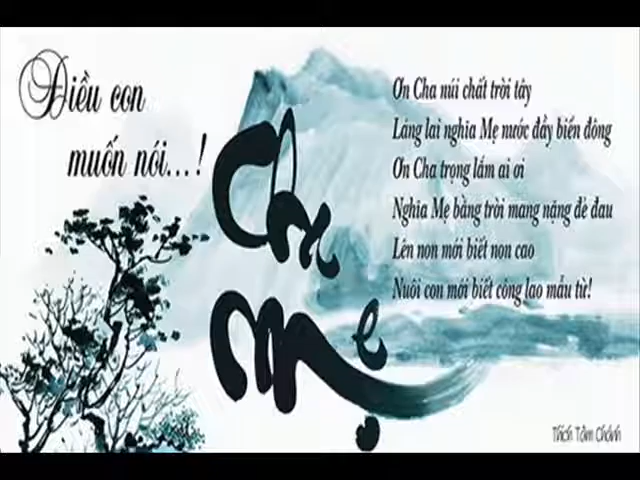 Điều con
muốn nói...!
Cha
Mẹ
Ơn Cha núi chất trời tây
Láng lai nghĩa Mẹ nước đầy biển đông
Ơn Cha trọng lắm ai ơi
Nghĩa Mẹ bằng trời mang nặng đẻ đau
Lên non mới biết non cao
Nuôi con mới biết công lao mẫu từ!
Thích Tâm Chánh